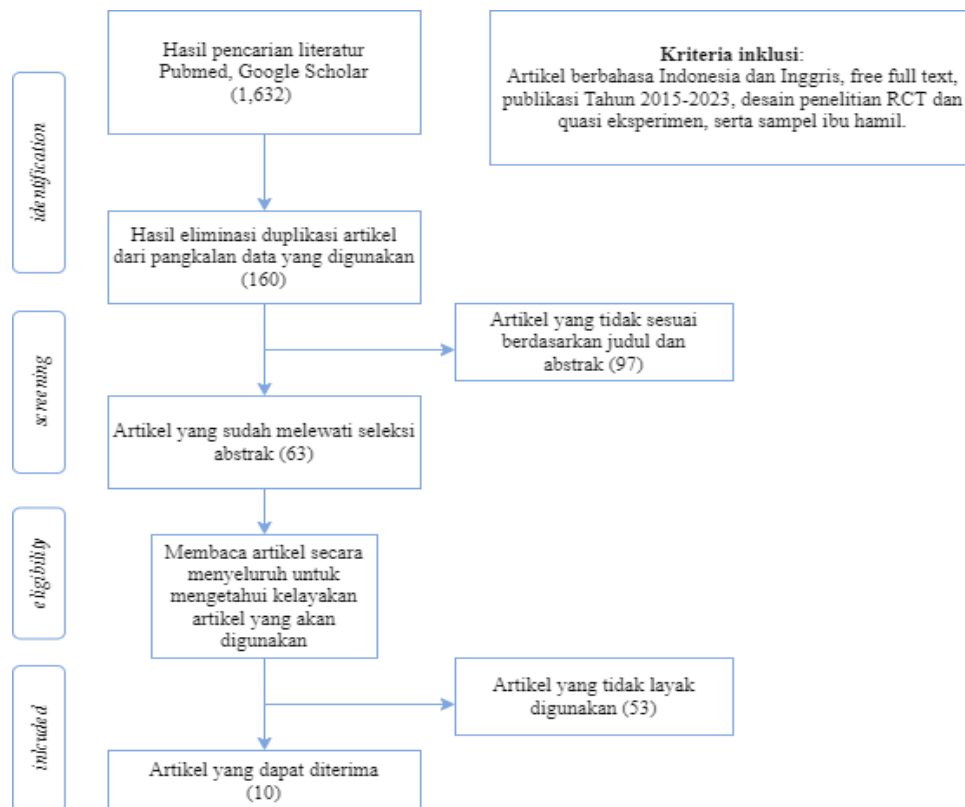 Hasil pencarian literatur
Pubmed, Google Scholar
(1,632)
Kriteria inklusi:
Artikel berbahasa Indonesia dan Inggris, free full text,
publikasi Tahun 2015-2023, desain penelitian RCT dan
quasi eksperimen, serta sampel ibu hamil.
identification
Hasil eliminasi duplikasi artikel
dari pangkalan data yang digunakan
(160)
screening
Artikel yang tidak sesuai
berdasarkan judul dan
abstrak (97)
Artikel yang sudah melewati seleksi
abstrak (63)
eligibility
Membaca artikel secara
menyeluruh untuk
mengetahui kelayakan
artikel yang akan
digunakan
inlcuded
Artikel yang tidak layak
digunakan (53)
Artikel yang dapat diterima
(10)